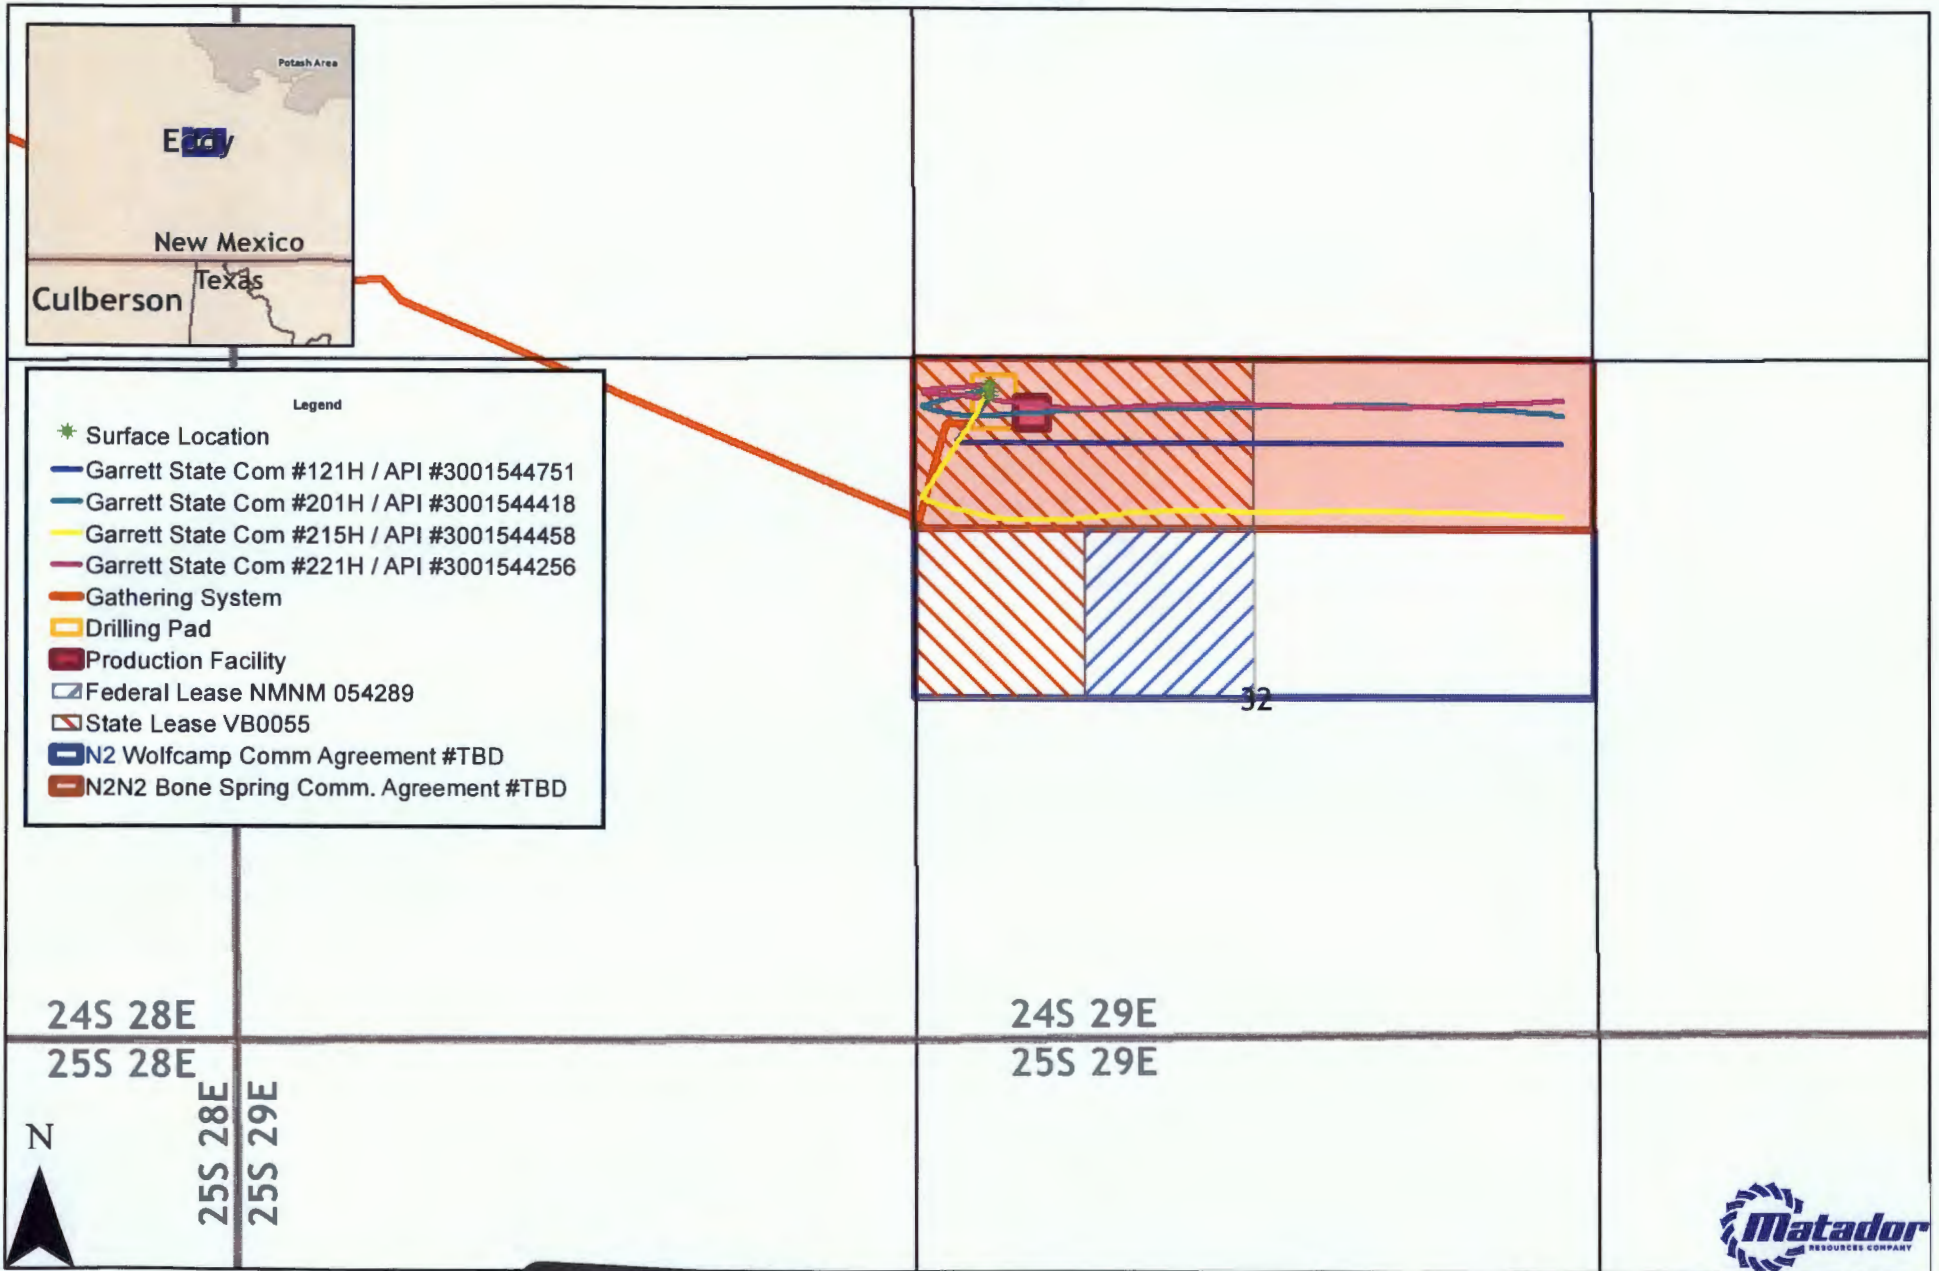 Potash Area
Eddy
New Mexico
Texas
Culberson
Legend
Surface Location
Garrett State Com #121H / API #3001544751
Garrett State Com #201H / API #3001544418
Garrett State Com #215H / API #3001544458
Garrett State Com #221H / API #3001544256
Gathering System
Drilling Pad
Production Facility
Federal Lease NMNM 054289
State Lease VB0055
N2 Wolfcamp Comm Agreement #TBD
N2N2 Bone Spring Comm. Agreement #TBD
32
24S 28E
24S 29E
25S 28E
25S 29E
25S 28E
25S 29E
N
Matador
RESOURCES COMPANY